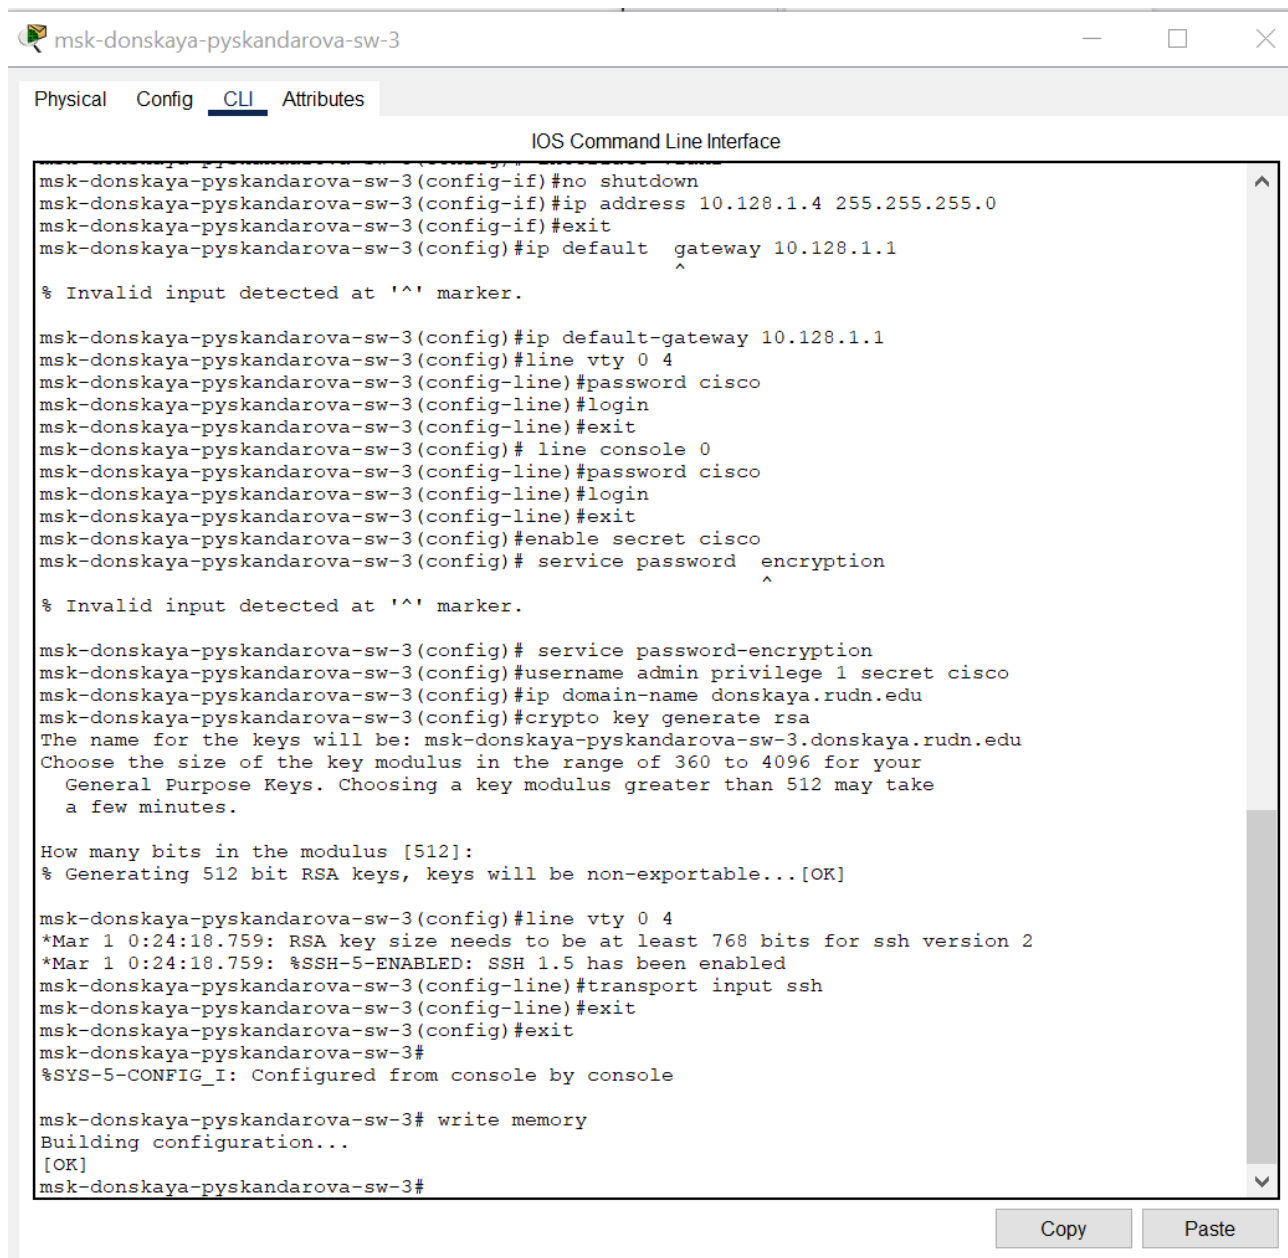 msk-donskaya-pyskandarova-sw-3
Physical Config CLI Attributes
IOS Command Line Interface
msk-donskaya-pyskandarova-sw-3(config-if)#no shutdown
msk-donskaya-pyskandarova-sw-3(config-if)#ip address 10.128.1.4 255.255.255.0
msk-donskaya-pyskandarova-sw-3(config-if)#exit
msk-donskaya-pyskandarova-sw-3(config)#ip default  gateway 10.128.1.1
^
% Invalid input detected at '^' marker.
msk-donskaya-pyskandarova-sw-3(config)#ip default-gateway 10.128.1.1
msk-donskaya-pyskandarova-sw-3(config)#line vty 0 4
msk-donskaya-pyskandarova-sw-3(config-line)#password cisco
msk-donskaya-pyskandarova-sw-3(config-line)#login
msk-donskaya-pyskandarova-sw-3(config-line)#exit
msk-donskaya-pyskandarova-sw-3(config)# line console 0
msk-donskaya-pyskandarova-sw-3(config-line)#password cisco
msk-donskaya-pyskandarova-sw-3(config-line)#login
msk-donskaya-pyskandarova-sw-3(config-line)#exit
msk-donskaya-pyskandarova-sw-3(config)#enable secret cisco
msk-donskaya-pyskandarova-sw-3(config)# service password  encryption
^
% Invalid input detected at '^' marker.
msk-donskaya-pyskandarova-sw-3(config)# service password-encryption
msk-donskaya-pyskandarova-sw-3(config)#username admin privilege 1 secret cisco
msk-donskaya-pyskandarova-sw-3(config)#ip domain-name donskaya.rudn.edu
msk-donskaya-pyskandarova-sw-3(config)#crypto key generate rsa
The name for the keys will be: msk-donskaya-pyskandarova-sw-3.donskaya.rudn.edu
Choose the size of the key modulus in the range of 360 to 4096 for your
General Purpose Keys. Choosing a key modulus greater than 512 may take
a few minutes.
How many bits in the modulus [512]:
% Generating 512 bit RSA keys, keys will be non-exportable...[OK]
msk-donskaya-pyskandarova-sw-3(config)#line vty 0 4
*Mar 1 0:24:18.759: RSA key size needs to be at least 768 bits for ssh version 2
*Mar 1 0:24:18.759: %SSH-5-ENABLED: SSH 1.5 has been enabled
msk-donskaya-pyskandarova-sw-3(config-line)#transport input ssh
msk-donskaya-pyskandarova-sw-3(config-line)#exit
msk-donskaya-pyskandarova-sw-3(config)#exit
msk-donskaya-pyskandarova-sw-3#
%SYS-5-CONFIG_I: Configured from console by console
msk-donskaya-pyskandarova-sw-3# write memory
Building configuration...
[OK]
msk-donskaya-pyskandarova-sw-3#
Copy Paste